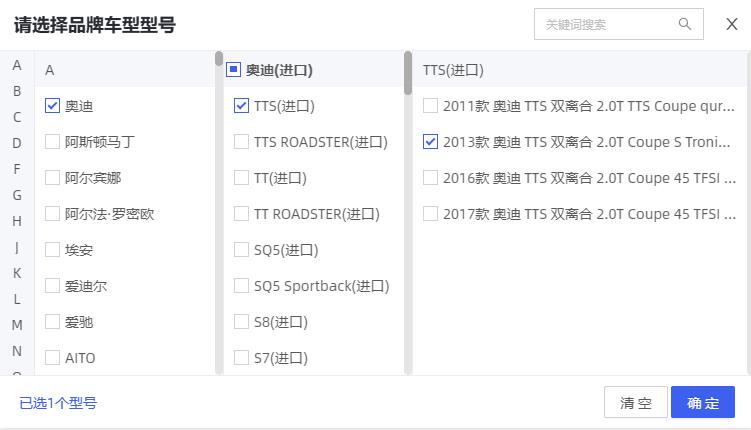 请选择品牌车型型号
关键词搜索
A
B
C
D
F
G
H
J
K
L
M
N
A
奥迪
阿斯顿马丁
阿尔宾娜
阿尔法·罗密欧
埃安
爱迪尔
爱驰
AITO
奥迪(进口)
TTS(进口)
TTS ROADSTER(进口)
TT(进口)
TT ROADSTER(进口)
SQ5(进口)
SQ5 Sportback(进口)
S8(进口)
S7(进口)
TTS(进口)
2011款 奥迪 TTS 双离合 2.0T TTS Coupe qur...
2013款 奥迪 TTS 双离合 2.0T Coupe S Troni...
2016款 奥迪 TTS 双离合 2.0T Coupe 45 TFSI ...
2017款 奥迪 TTS 双离合 2.0T Coupe 45 TFSI ...
已选1个型号
清 空
确 定